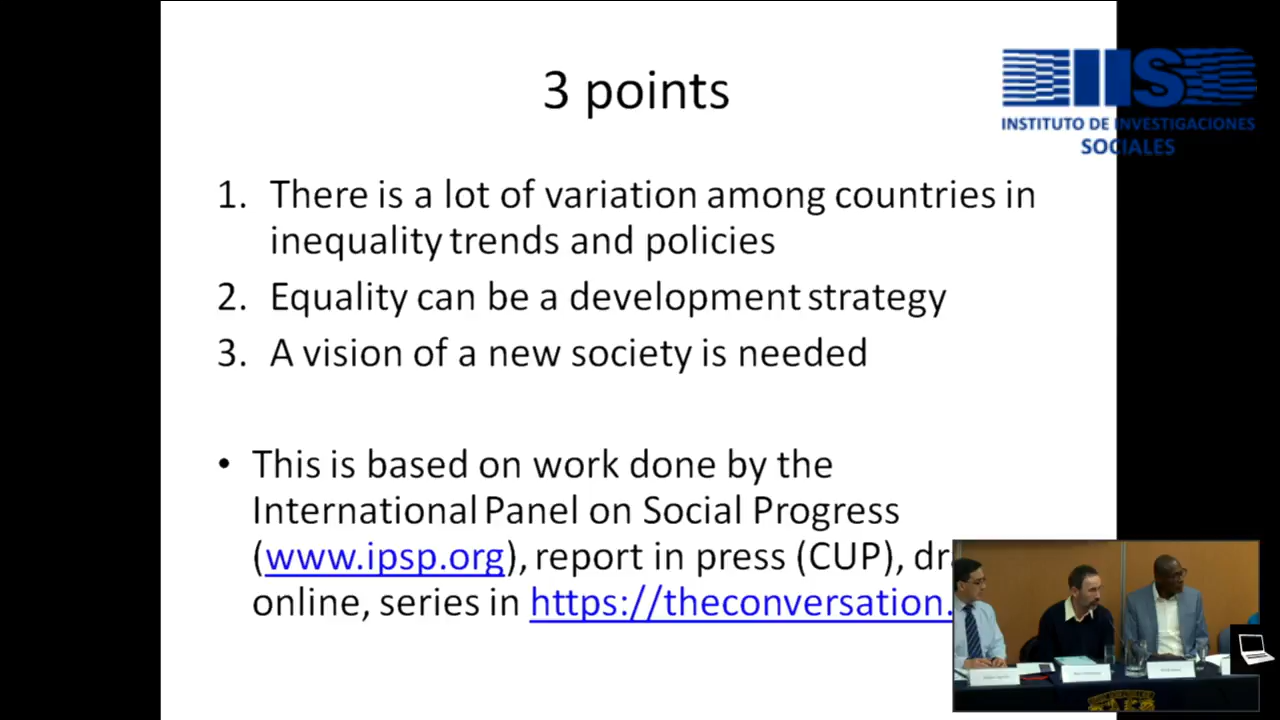 3 points
IIS
INSTITUTO DE INVESTIGACIONES
SOCIALES
1. There is a lot of variation among countries in
inequality trends and policies
2. Equality can be a development strategy
3. A vision of a new society is needed
• This is based on work done by the
International Panel on Social Progress
(www.ipsp.org), report in press (CUP),
online, series in https://theconversation.